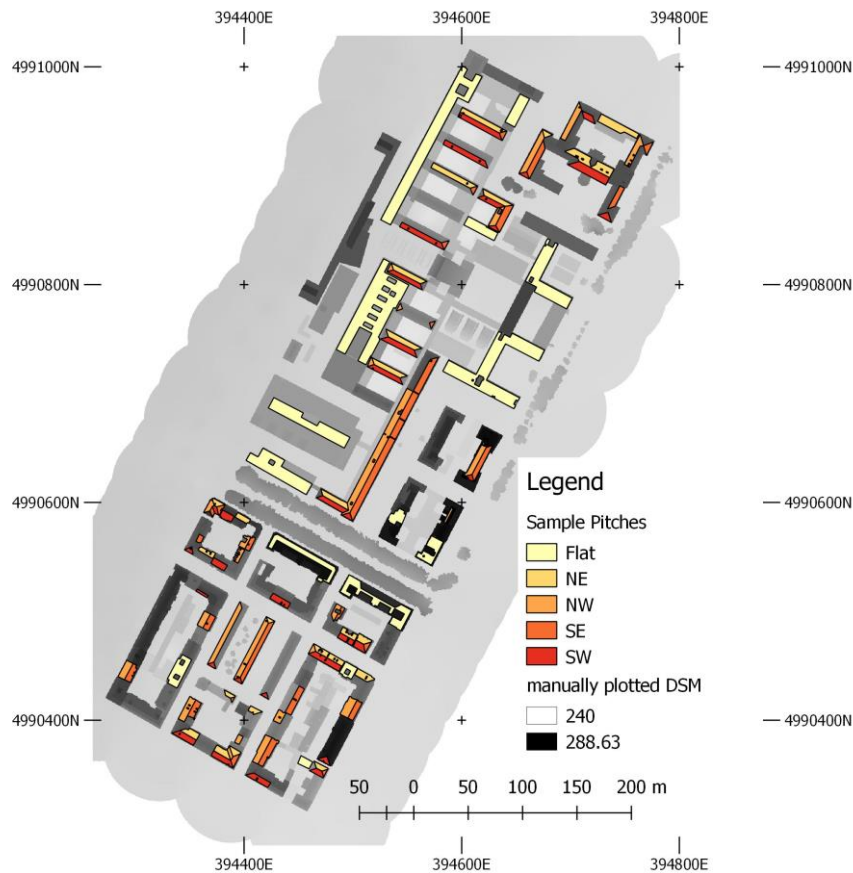 394400E 394600E 394800E
4991000N 4991000N
4990800N 4990800N
4990600N 4990600N
Legend
Sample Pitches
Flat
NE
NW
SE
SW
manually plotted DSM
240
288.63
4990400N 4990400N
50 0 50 100 150 200 m
394400E 394600E 394800E